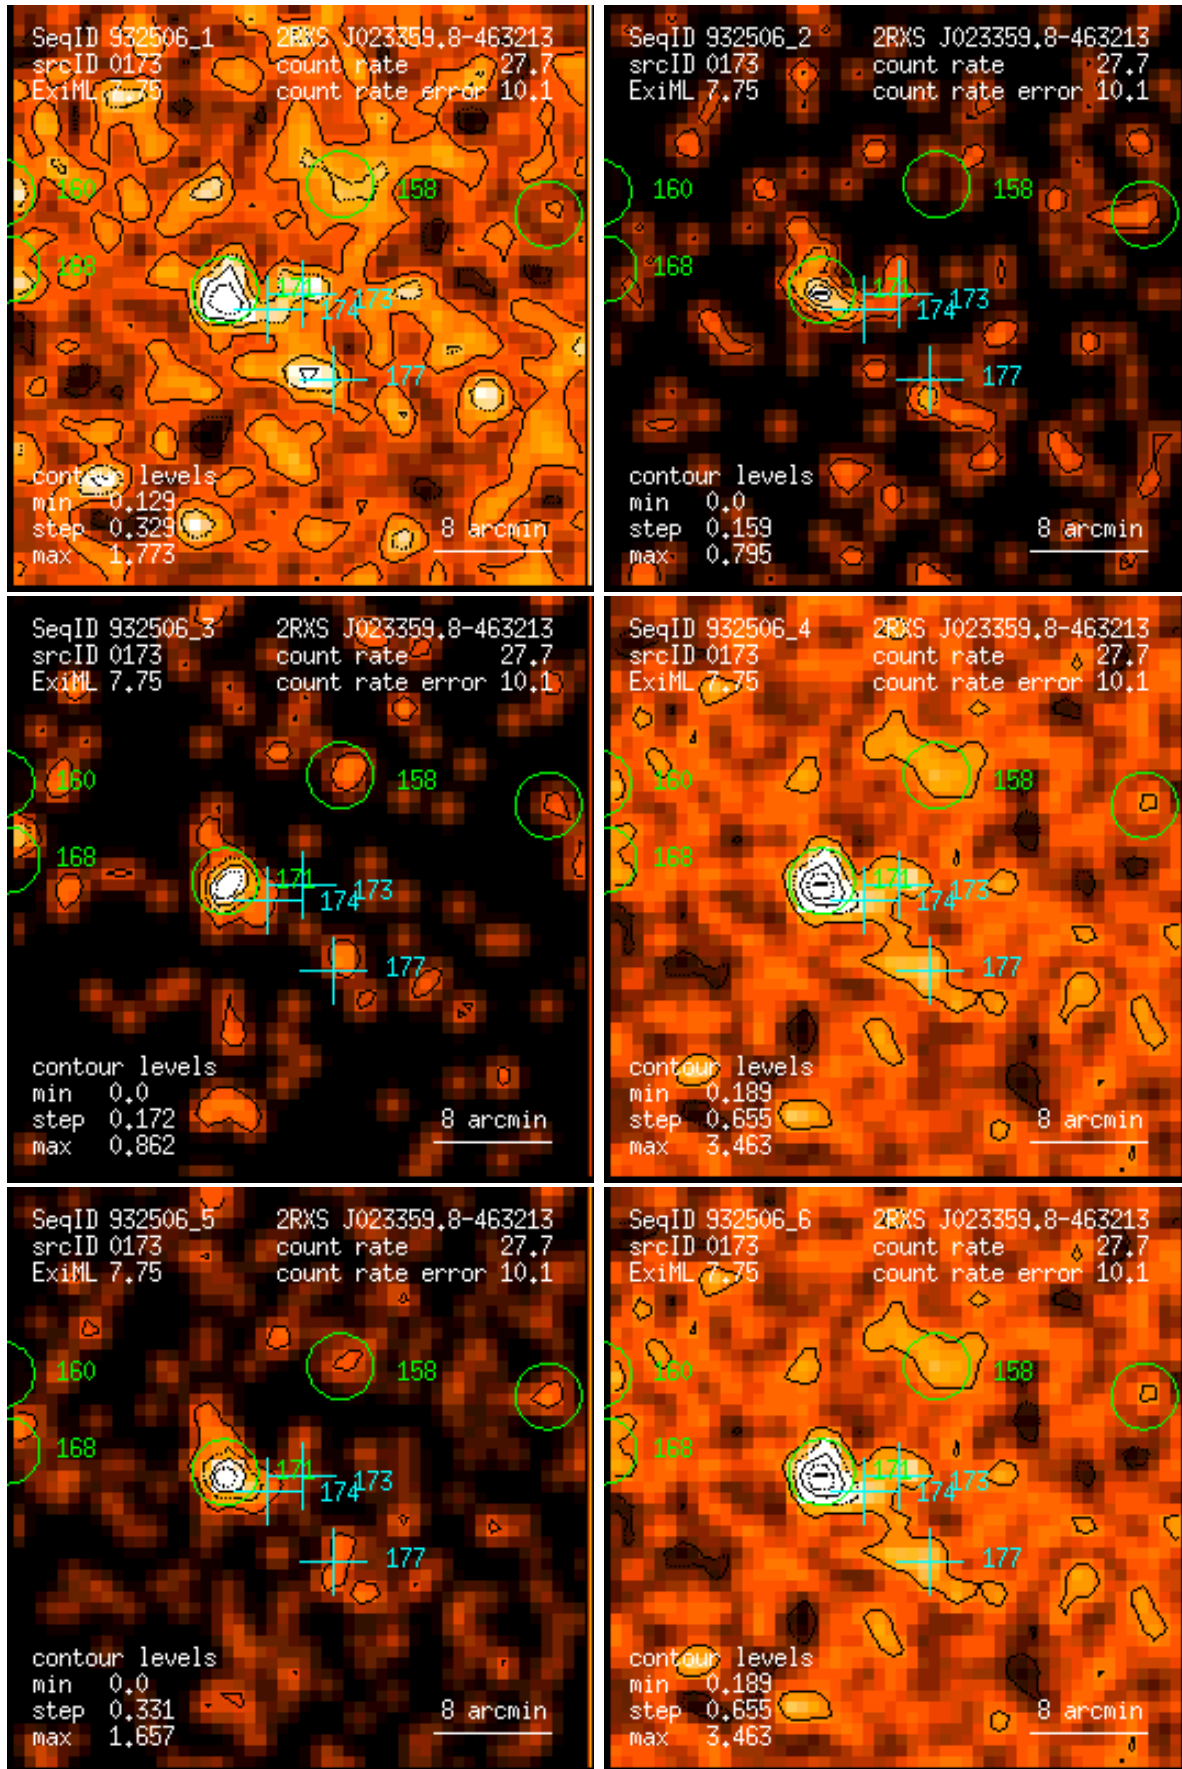 SeqID 932506_1 2RXS J023359.8-463213
srcID 0173 count rate 27.7
ExiML 7.75 count rate error 10.1
160 158
168
171
174 173
177
contour levels
min 0.129
step 0.329 8 arcmin
max 1.773
SeqID 932506_2 2RXS J023359.8-463213
srcID 0173 count rate 27.7
ExiML 7.75 count rate error 10.1
160 158
168
171
174 173
177
contour levels
min 0.0
step 0.159 8 arcmin
max 0.795
SeqID 932506_3 2RXS J023359.8-463213
srcID 0173 count rate 27.7
ExiML 7.75 count rate error 10.1
160 158
168
171
174 173
177
contour levels
min 0.0
step 0.172 8 arcmin
max 0.862
SeqID 932506_4 2RXS J023359.8-463213
srcID 0173 count rate 27.7
ExiML 7.75 count rate error 10.1
160 158
168
171
174 173
177
contour levels
min 0.189
step 0.655 8 arcmin
max 3.463
SeqID 932506_5 2RXS J023359.8-463213
srcID 0173 count rate 27.7
ExiML 7.75 count rate error 10.1
160 158
168
171
174 173
177
contour levels
min 0.0
step 0.331 8 arcmin
max 1.657
SeqID 932506_6 2RXS J023359.8-463213
srcID 0173 count rate 27.7
ExiML 7.75 count rate error 10.1
160 158
168
171
174 173
177
contour levels
min 0.189
step 0.655 8 arcmin
max 3.463